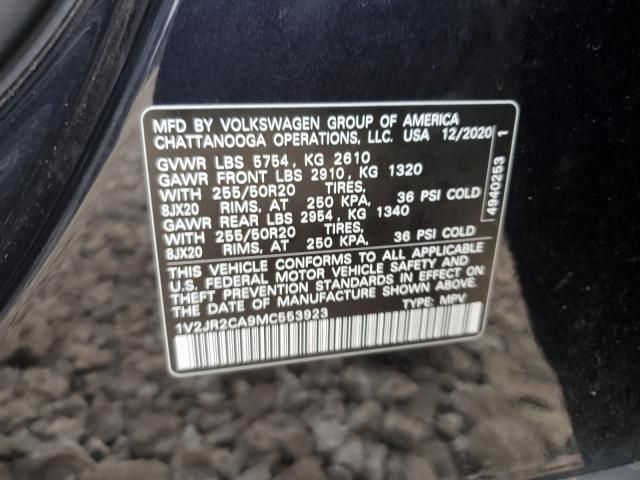 MFD BY VOLKSWAGEN GROUP OF AMERICA
CHATTANOOGA OPERATIONS, LLC. USA 12/2020
GVWR LBS 5754, KG 2610
GAWR FRONT LBS 2910, KG 1320
WITH 255/50R20 TIRES,
8JX20 RIMS, AT 250 KPA, 36 PSI COLD
GAWR REAR LBS 2954, KG 1340
WITH 255/50R20 TIRES,
8JX20 RIMS, AT 250 KPA, 36 PSI COLD
THIS VEHICLE CONFORMS TO ALL APPLICABLE
U.S. FEDERAL MOTOR VEHICLE SAFETY AND
THEFT PREVENTION STANDARDS IN EFFECT ON
THE DATE OF MANUFACTURE SHOWN ABOVE.
1V2JR2CA9MC553923 TYPE: MPV
4940253 1